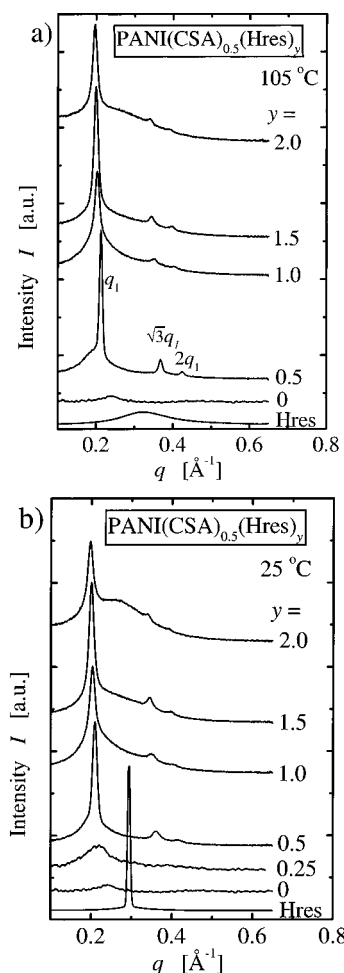 a)
PANI(CSA)0.5(Hres)y
105 °C
y =
2.0
1.5
1.0
q1
√3qI
2q1
0.5
0
Hres
Intensity I [a.u.]
0.2 0.4 0.6 0.8
q [Å-1]
b)
PANI(CSA)0.5(Hres)y
25 °C
y =
2.0
1.5
1.0
0.5
0.25
0
Hres
Intensity I [a.u.]
0.2 0.4 0.6 0.8
q [Å-1]